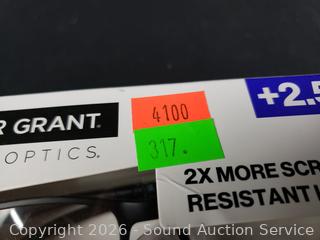 R GRANT.
OPTICS.
4100
317.
+2.5
2X MORE SCR
RESISTANT
Copyright 2026 - Sound Auction Service